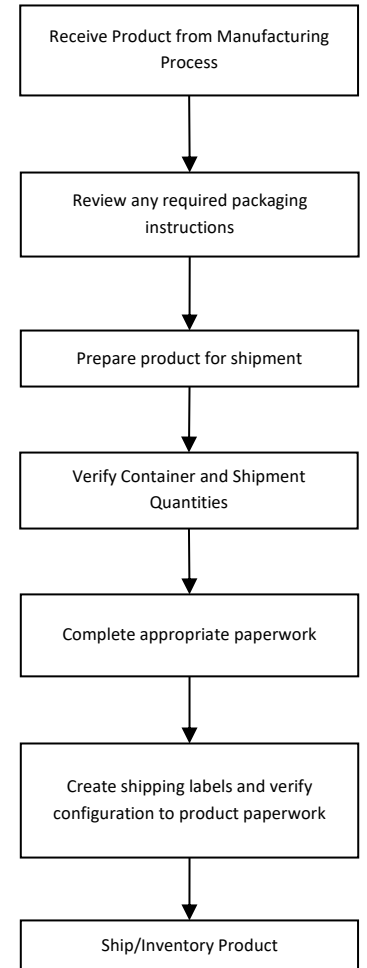 Receive Product from Manufacturing
Process
Review any required packaging
instructions
Prepare product for shipment
Verify Container and Shipment
Quantities
Complete appropriate paperwork
Create shipping labels and verify
configuration to product paperwork
Ship/Inventory Product